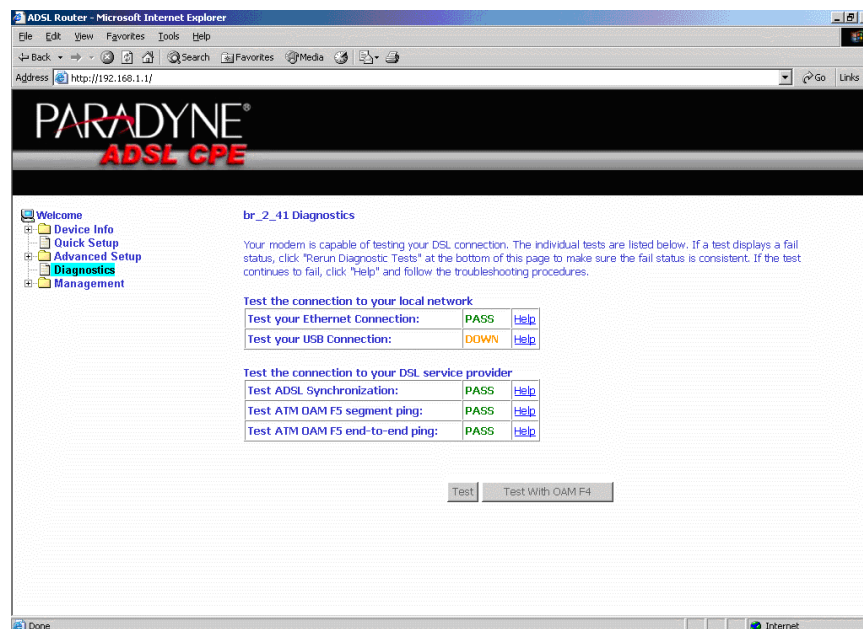 ADSL Router - Microsoft Internet Explorer
File Edit View Favorites Tools Help
Back Search Favorites Media
Address http://192.168.1.1/ Go Links
PARADYNE®
ADSL CPE
Welcome
Device Info
Quick Setup
Advanced Setup
Diagnostics
Management
br_2_41 Diagnostics
Your modem is capable of testing your DSL connection. The individual tests are listed below. If a test displays a fail
status, click "Rerun Diagnostic Tests" at the bottom of this page to make sure the fail status is consistent. If the test
continues to fail, click "Help" and follow the troubleshooting procedures.
Test the connection to your local network
Test your Ethernet Connection: PASS Help
Test your USB Connection: DOWN Help
Test the connection to your DSL service provider
Test ADSL Synchronization: PASS Help
Test ATM OAM F5 segment ping: PASS Help
Test ATM OAM F5 end-to-end ping: PASS Help
Test Test With OAM F4
Done Internet